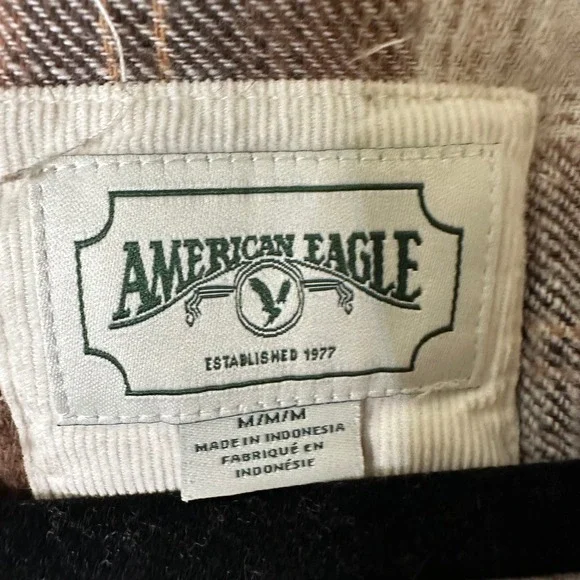 AMERICAN EAGLE
ESTABLISHED 1977
M/M/M
MADE IN INDONESIA
FABRIQUÉ EN
INDONÉSIE